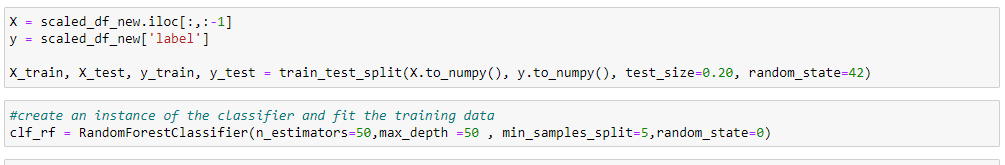 X = scaled_df_new.iloc[:,:-1]
y = scaled_df_new['label']
X_train, X_test, y_train, y_test = train_test_split(X.to_numpy(), y.to_numpy(), test_size=0.20, random_state=42)
#create an instance of the classifier and fit the training data
clf_rf = RandomForestClassifier(n_estimators=50,max_depth =50 , min_samples_split=5,random_state=0)